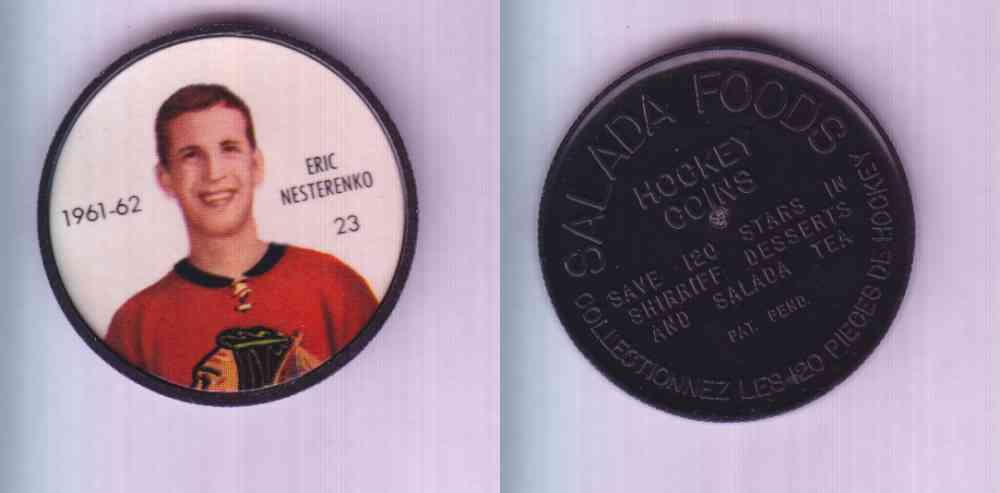 1961-62
ERIC
NESTERENKO
23
SALADA FOODS
HOCKEY
COINS
SAVE 120 STARS IN
SHIRRIFF DESSERTS
AND SALADA TEA
PAT. PEND.
COLLECTIONNEZ LES 120 PIECES DE HOCKEY